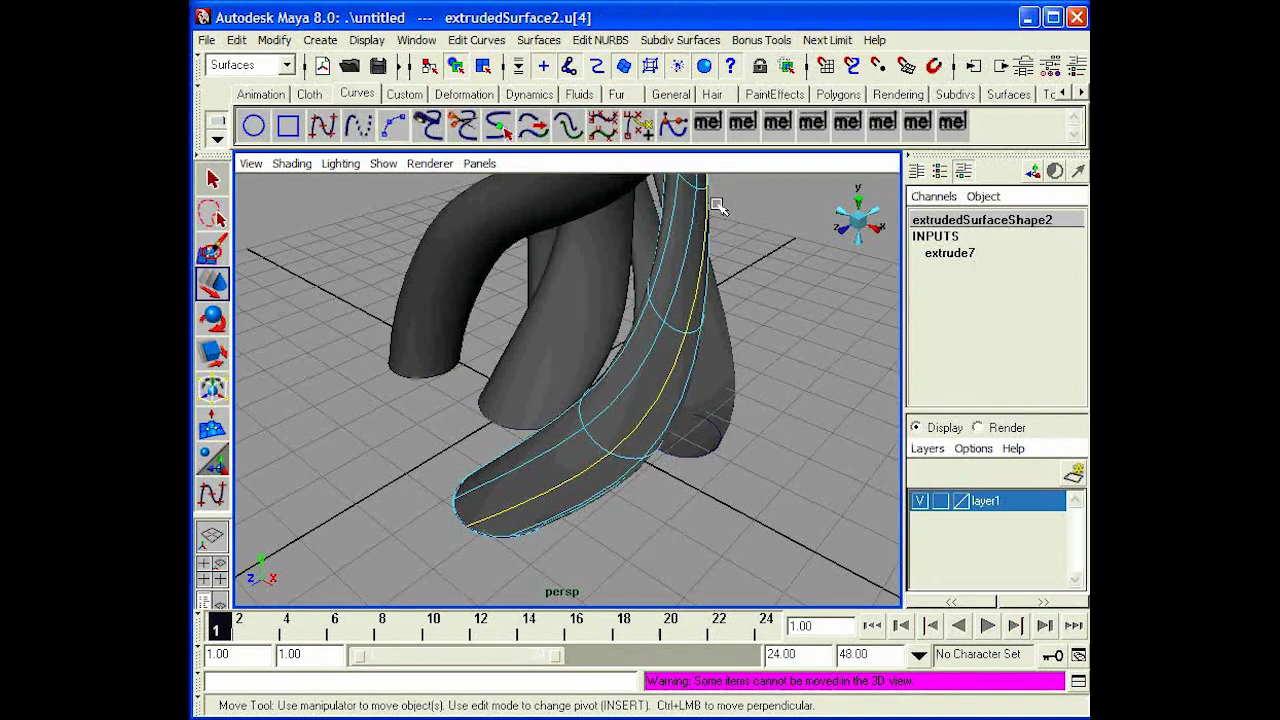 Autodesk Maya 8.0: .\untitled --- extrudedSurface2.u[4]
File Edit Modify Create Display Window Edit Curves Surfaces Edit NURBS Subdiv Surfaces Bonus Tools Next Limit Help
Surfaces
Animation Cloth Curves Custom Deformation Dynamics Fluids Fur General Hair PaintEffects Polygons Rendering Subdivs Surfaces
mel mel mel mel mel mel mel mel
View Shading Lighting Show Renderer Panels
Channels Object
extrudedSurfaceShape2
INPUTS
extrude7
y
z x
Display Render
Layers Options Help
V layer1
Y
Z X
persp
<< >>
1 2 4 6 8 10 12 14 16 18 20 22 24 1.00
1.00 1.00 24.00 48.00 No Character Set
Warning: Some items cannot be moved in the 3D view.
Move Tool: Use manipulator to move object(s). Use edit mode to change pivot (INSERT). Ctrl+LMB to move perpendicular.